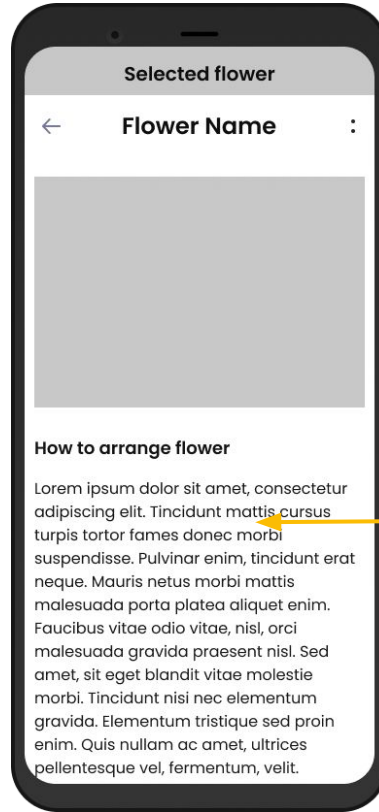 Selected flower
Flower Name
How to arrange flower
Lorem ipsum dolor sit amet, consectetur
adipiscing elit. Tincidunt mattis cursus
turpis tortor fames donec morbi
suspendisse. Pulvinar enim, tincidunt erat
neque. Mauris netus morbi mattis
malesuada porta platea aliquet enim.
Faucibus vitae odio vitae, nisl, orci
malesuada gravida praesent nisl. Sed
amet, sit eget blandit vitae molestie
morbi. Tincidunt nisi nec elementum
gravida. Elementum tristique sed proin
enim. Quis nullam ac amet, ultrices
pellentesque vel, fermentum, velit.